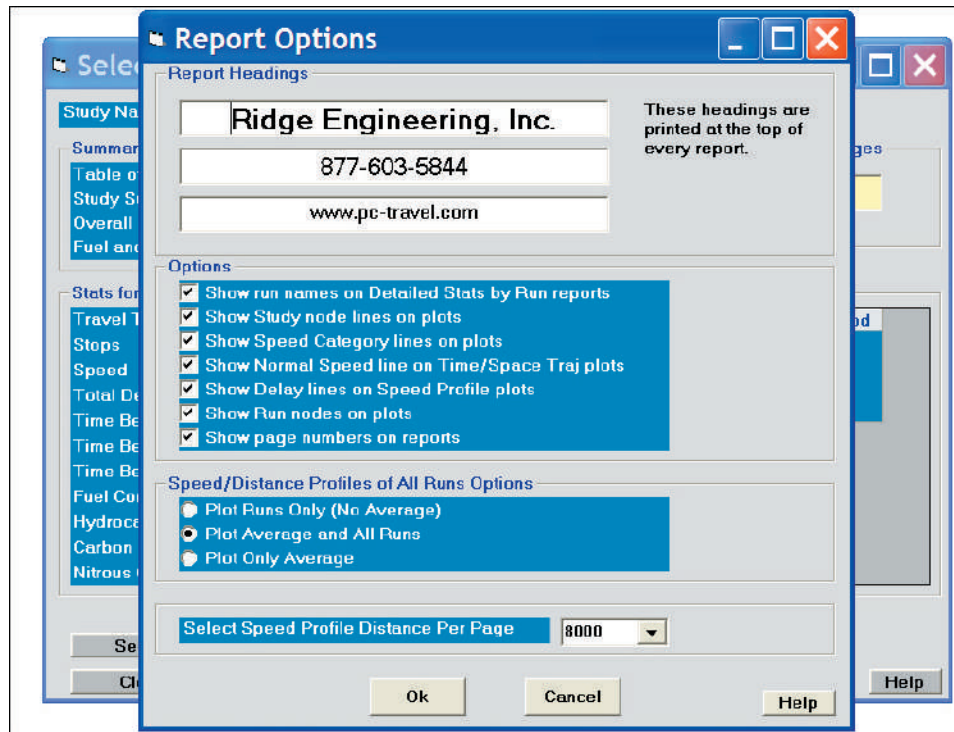 Report Options
Report Headings
Ridge Engineering, Inc.
877-603-5844
www.pc-travel.com
These headings are
printed at the top of
every report.
Options
Show run names on Detailed Stats by Run reports
Show Study node lines on plots
Show Speed Category lines on plots
Show Normal Speed line on Time/Space Traj plots
Show Delay lines on Speed Profile plots
Show Run nodes on plots
Show page numbers on reports
Speed/Distance Profiles of All Runs Options
Plot Runs Only (No Average)
Plot Average and All Runs
Plot Only Average
Select Speed Profile Distance Per Page
8000
Ok
Cancel
Help
Selec
Study Na
Summar
Table o
Study Su
Overall
Fuel and
Stats for
Travel T
Stops
Speed
Total De
Time Be
Time Be
Time Be
Fuel Co
Hydroca
Carbon
Nitrous
Se
Cl
ges
od
Help